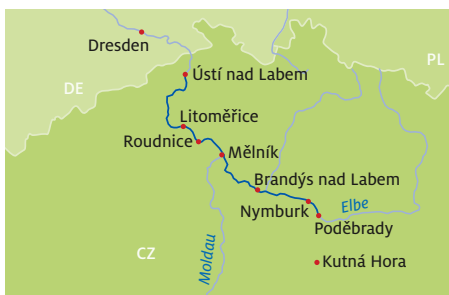 Dresden
PL
DE
Ústí nad Labem
Litoměřice
Roudnice
Mělník
Brandýs nad Labem
Elbe
Nymburk
Poděbrady
Moldau
CZ
Kutná Hora